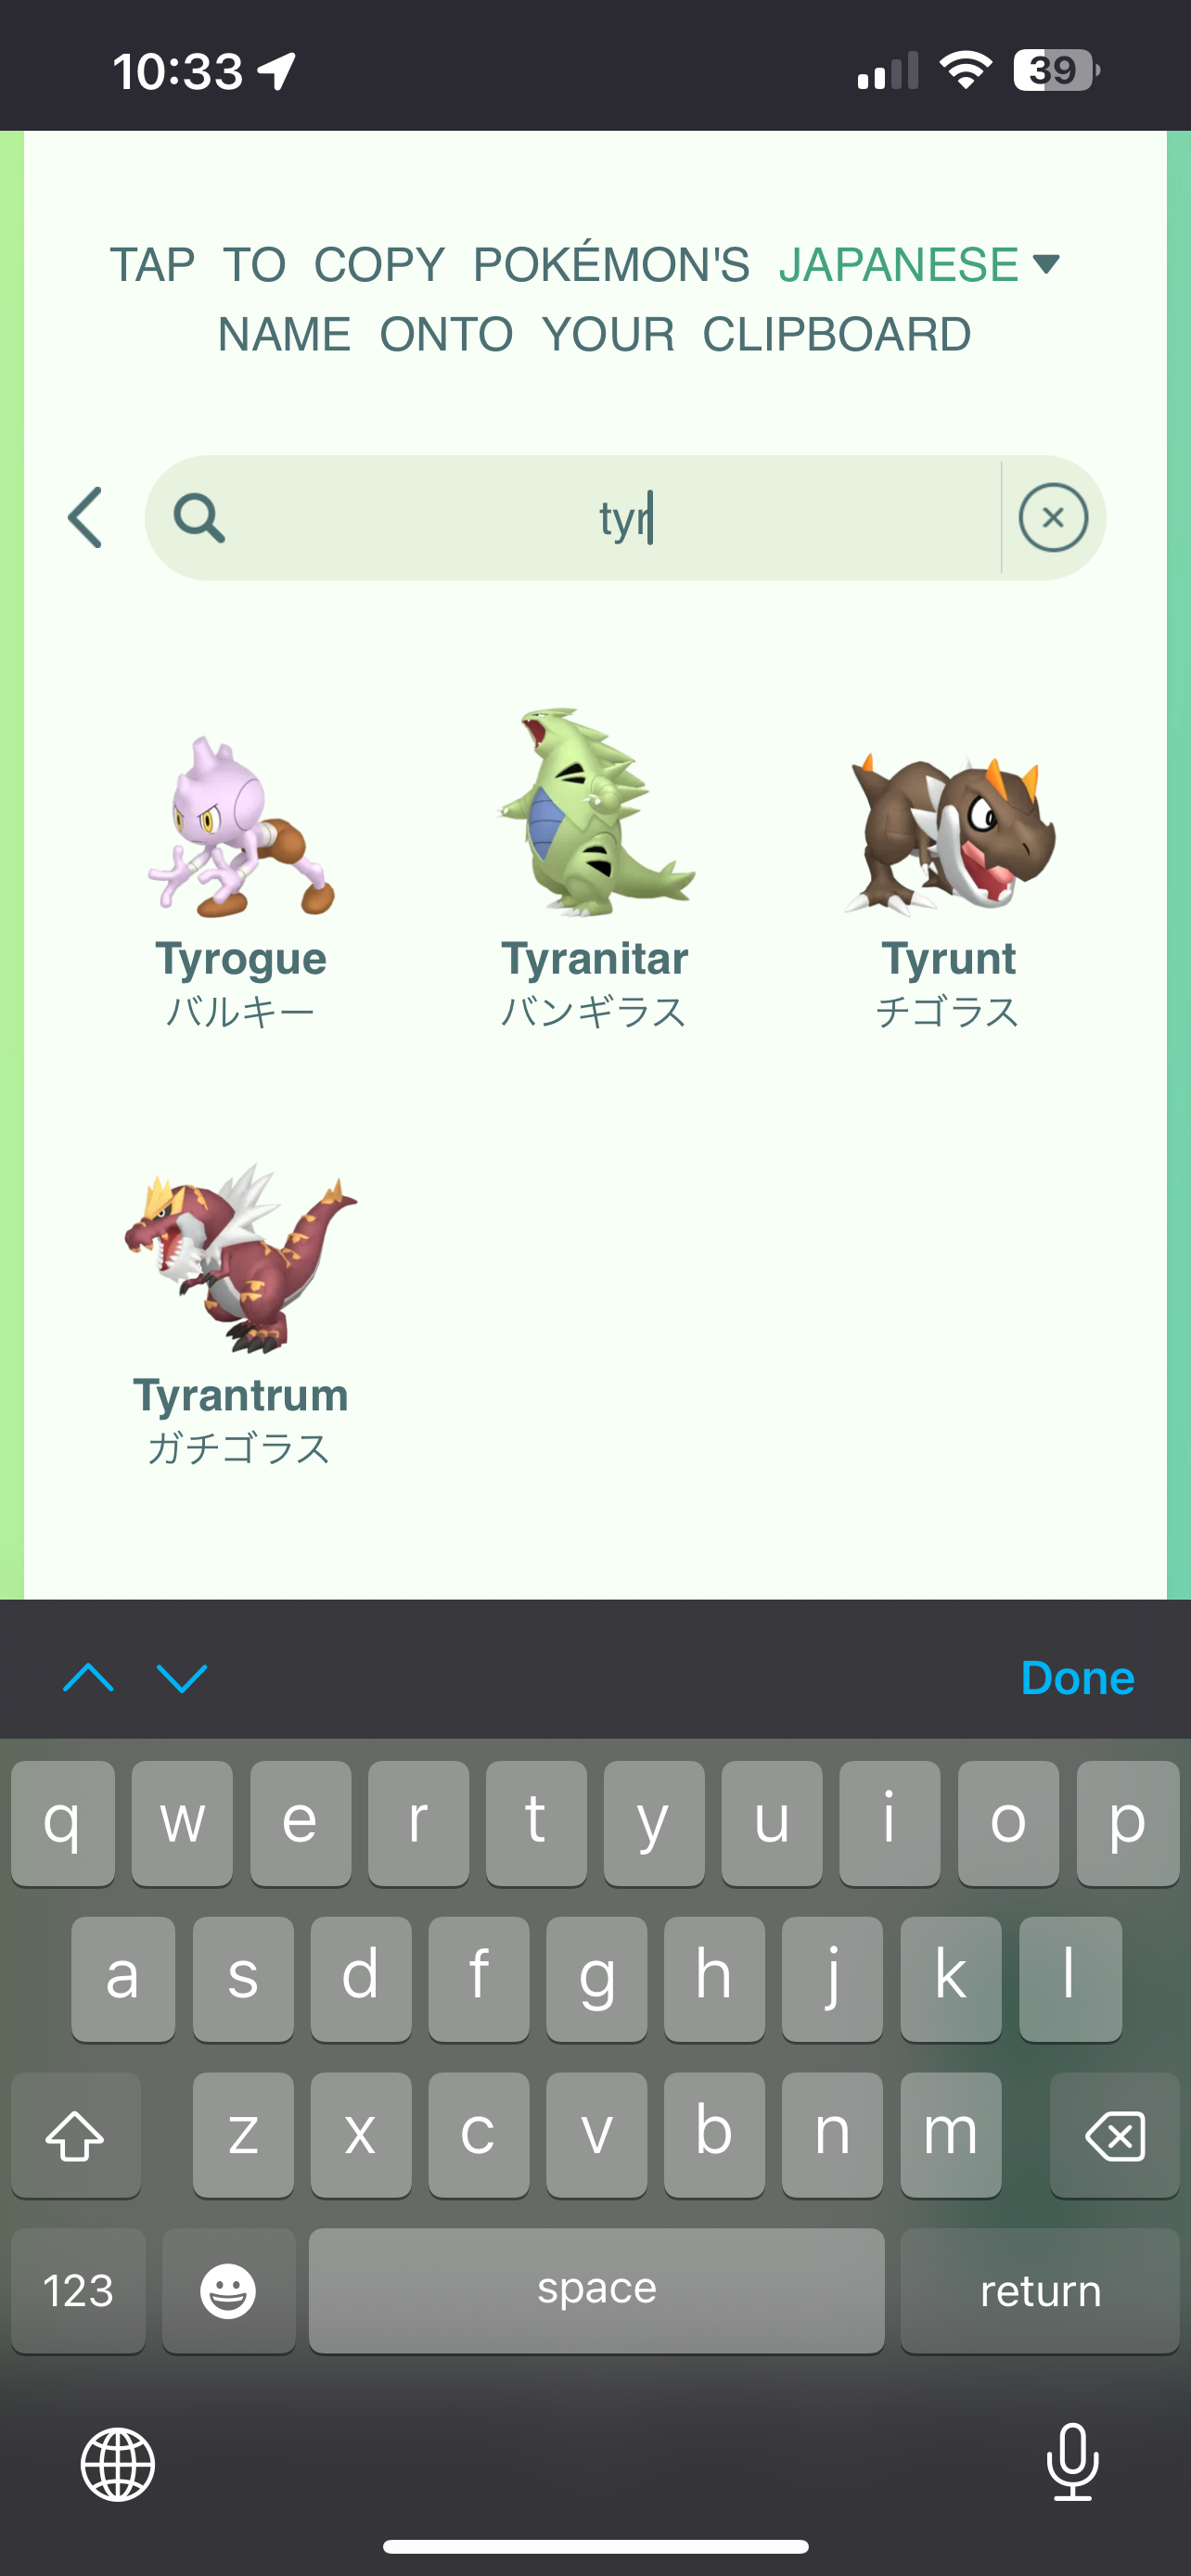 10:33
39
TAP TO COPY POKÉMON'S JAPANESE
NAME ONTO YOUR CLIPBOARD
tyr
Tyrogue
バルキー
Tyranitar
バンギラス
Tyrunt
チゴラス
Tyrantrum
ガチゴラス
Done
q w e r t y u i o p
a s d f g h j k l
z x c v b n m
123 space return